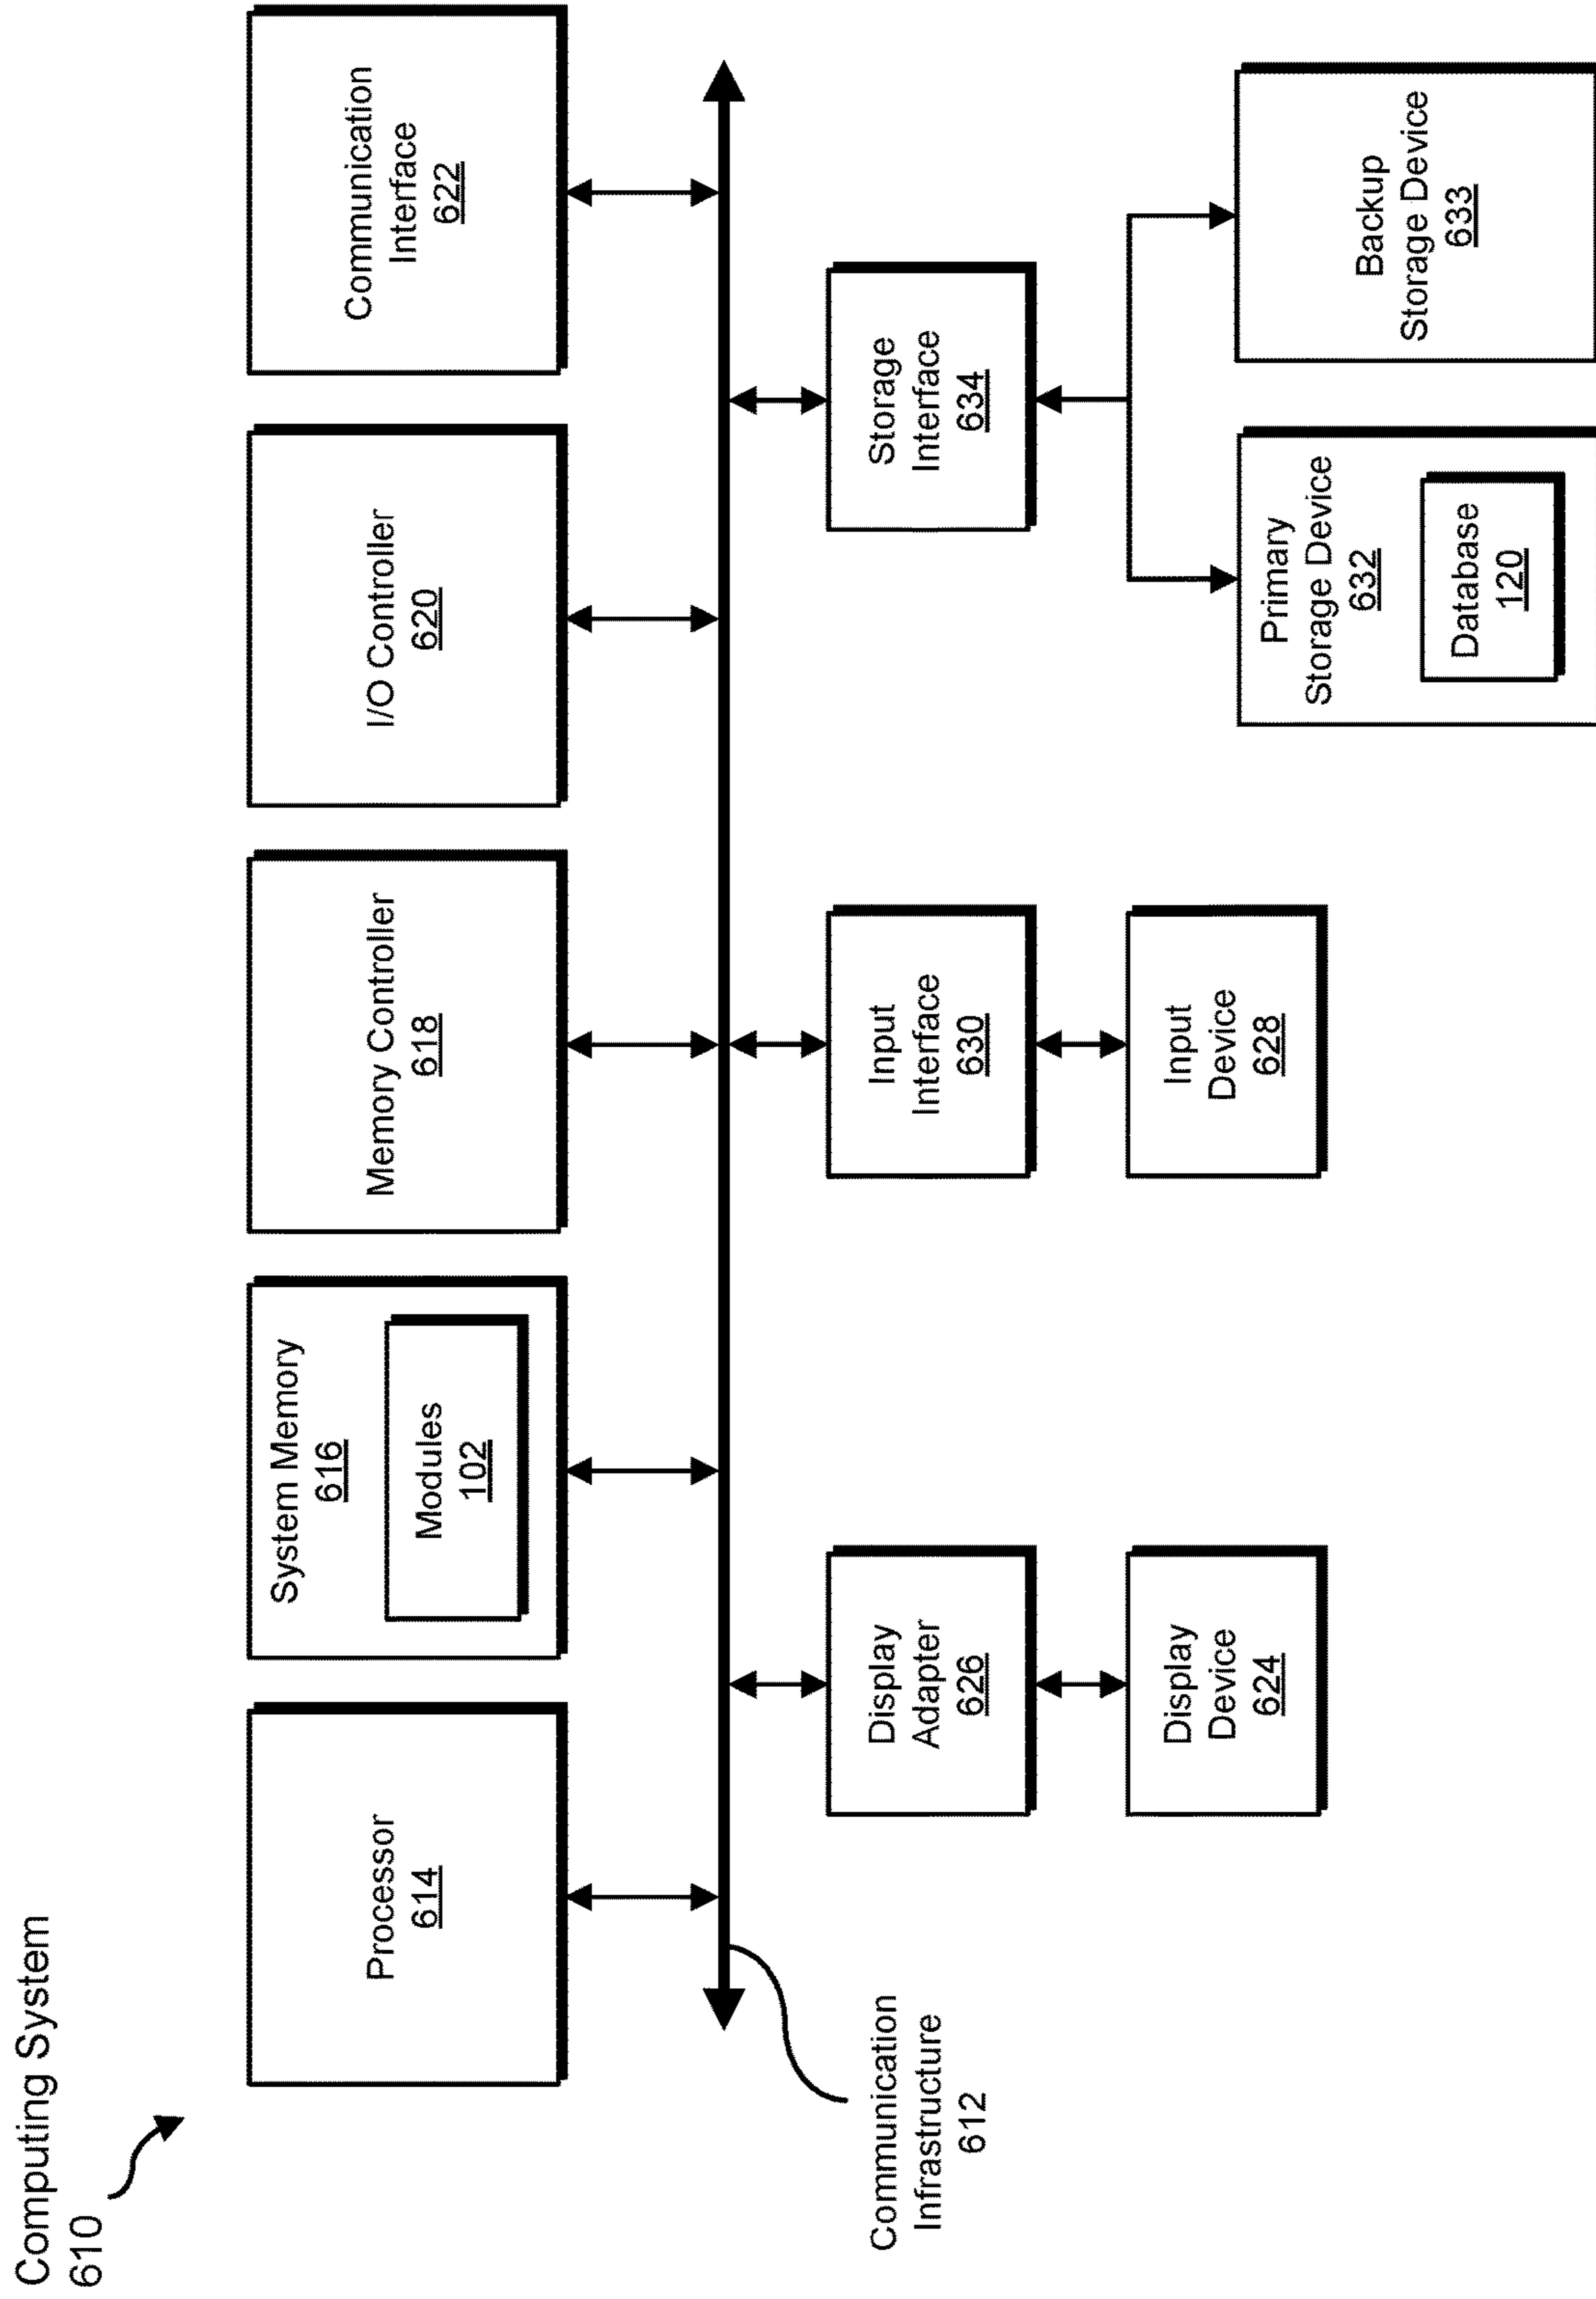 Computing System
610
Processor
614
System Memory
616
Modules
102
Memory Controller
618
I/O Controller
620
Communication
Interface
622
Communication
Infrastructure
612
Display
Adapter
626
Input
Interface
630
Storage
Interface
634
Display
Device
624
Input
Device
628
Primary
Storage Device
632
Database
120
Backup
Storage Device
633